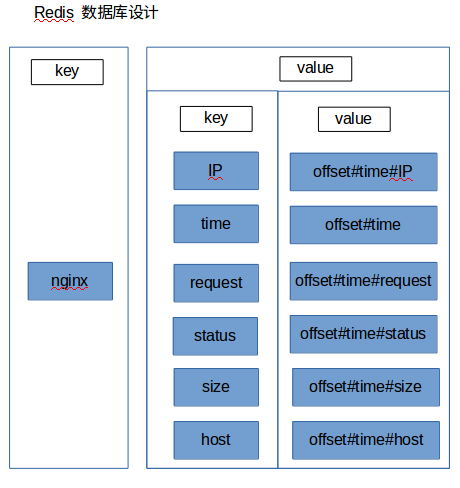 Redis 数据库设计
key
value
key
value
IP
offset#time#IP
time
offset#time
nginx
request
offset#time#request
status
offset#time#status
size
offset#time#size
host
offset#time#host